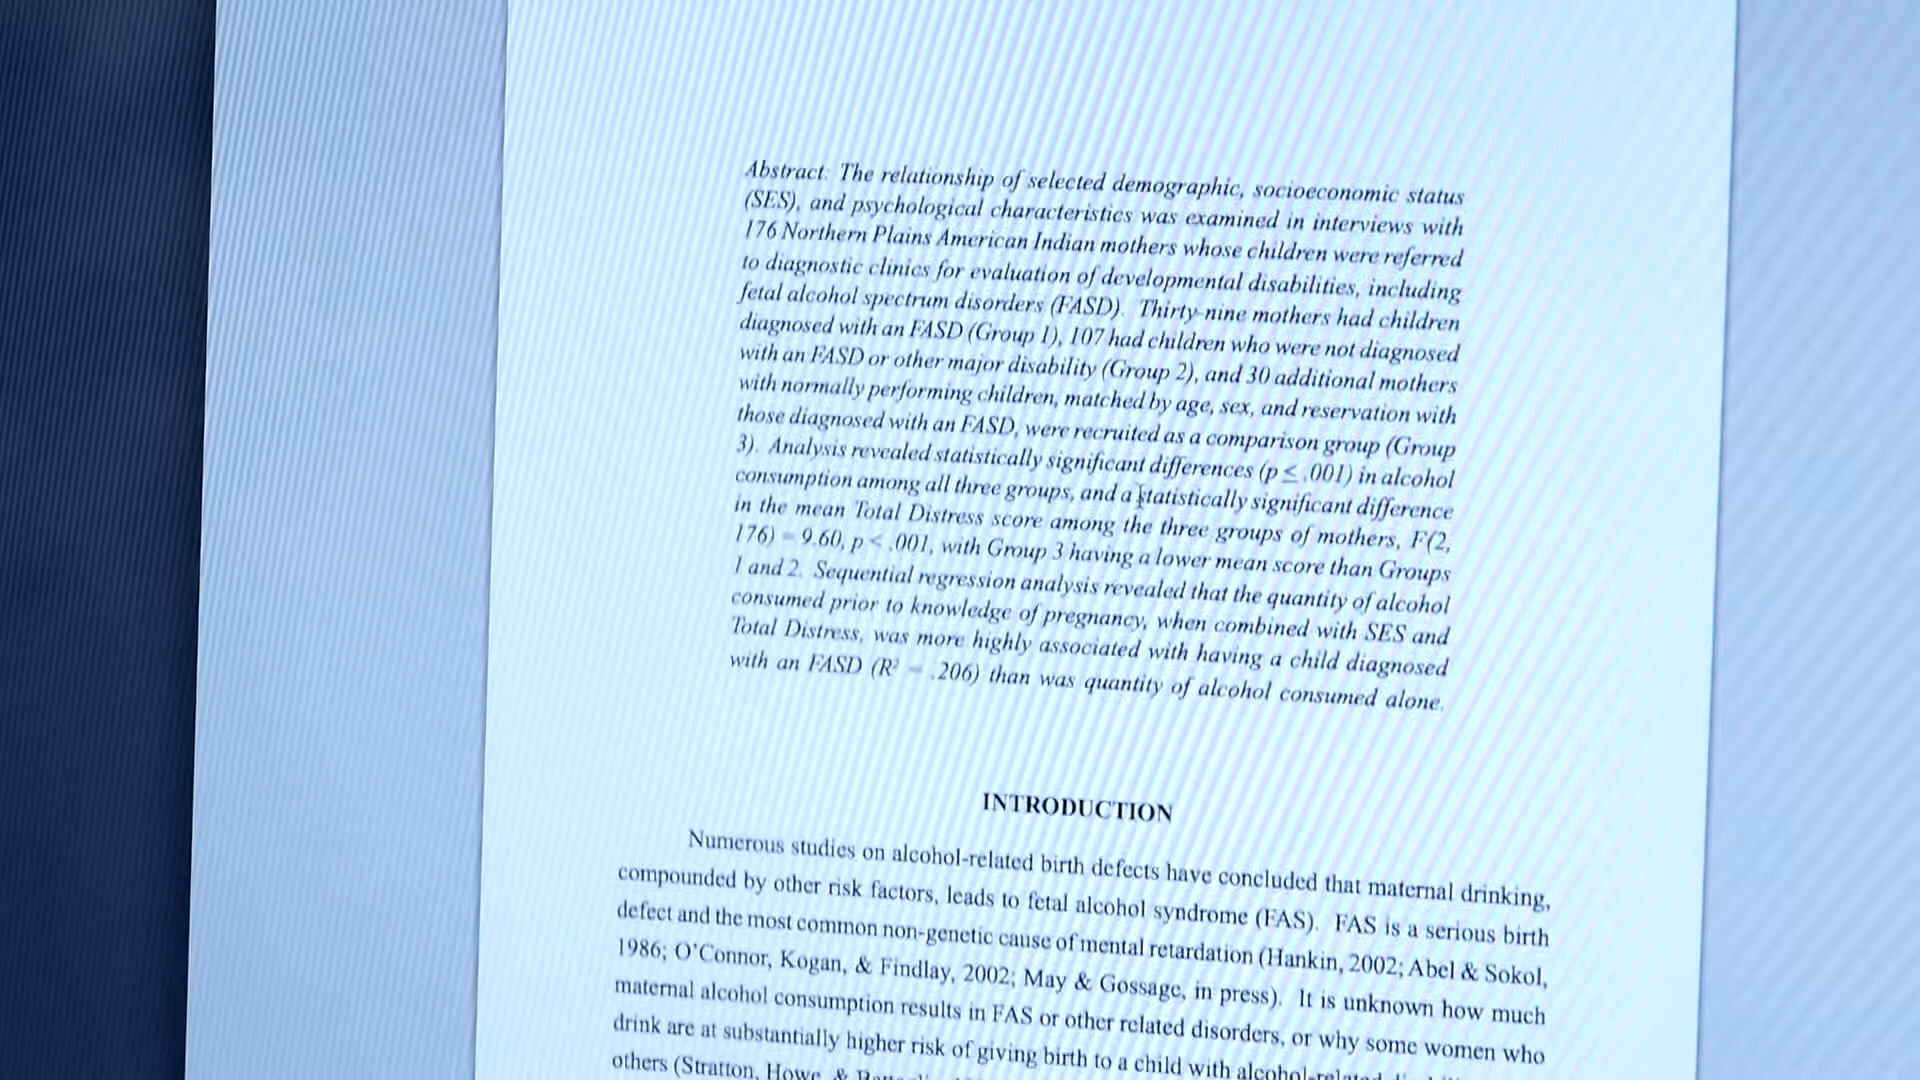 Abstract: The relationship of selected demographic, socioeconomic status
(SES), and psychological characteristics was examined in interviews with
176 Northern Plains American Indian mothers whose children were referred
to diagnostic clinics for evaluation of developmental disabilities, including
fetal alcohol spectrum disorders (FASD). Thirty-nine mothers had children
diagnosed with an FASD (Group 1), 107 had children who were not diagnosed
with an FASD or other major disability (Group 2), and 30 additional mothers
with normally performing children, matched by age, sex, and reservation with
those diagnosed with an FASD, were recruited as a comparison group (Group
3). Analysis revealed statistically significant differences (p ≤ .001) in alcohol
consumption among all three groups, and a statistically significant difference
in the mean Total Distress score among the three groups of mothers, F(2,
176) = 9.60, p < .001, with Group 3 having a lower mean score than Groups
1 and 2. Sequential regression analysis revealed that the quantity of alcohol
consumed prior to knowledge of pregnancy, when combined with SES and
Total Distress, was more highly associated with having a child diagnosed
with an FASD (R² = .206) than was quantity of alcohol consumed alone.
INTRODUCTION
Numerous studies on alcohol-related birth defects have concluded that maternal drinking,
compounded by other risk factors, leads to fetal alcohol syndrome (FAS). FAS is a serious birth
defect and the most common non-genetic cause of mental retardation (Hankin, 2002; Abel & Sokol,
1986; O'Connor, Kogan, & Findlay, 2002; May & Gossage, in press). It is unknown how much
maternal alcohol consumption results in FAS or other related disorders, or why some women who
drink are at substantially higher risk of giving birth to a child with alcohol-related
others (Stratton, Howe, &